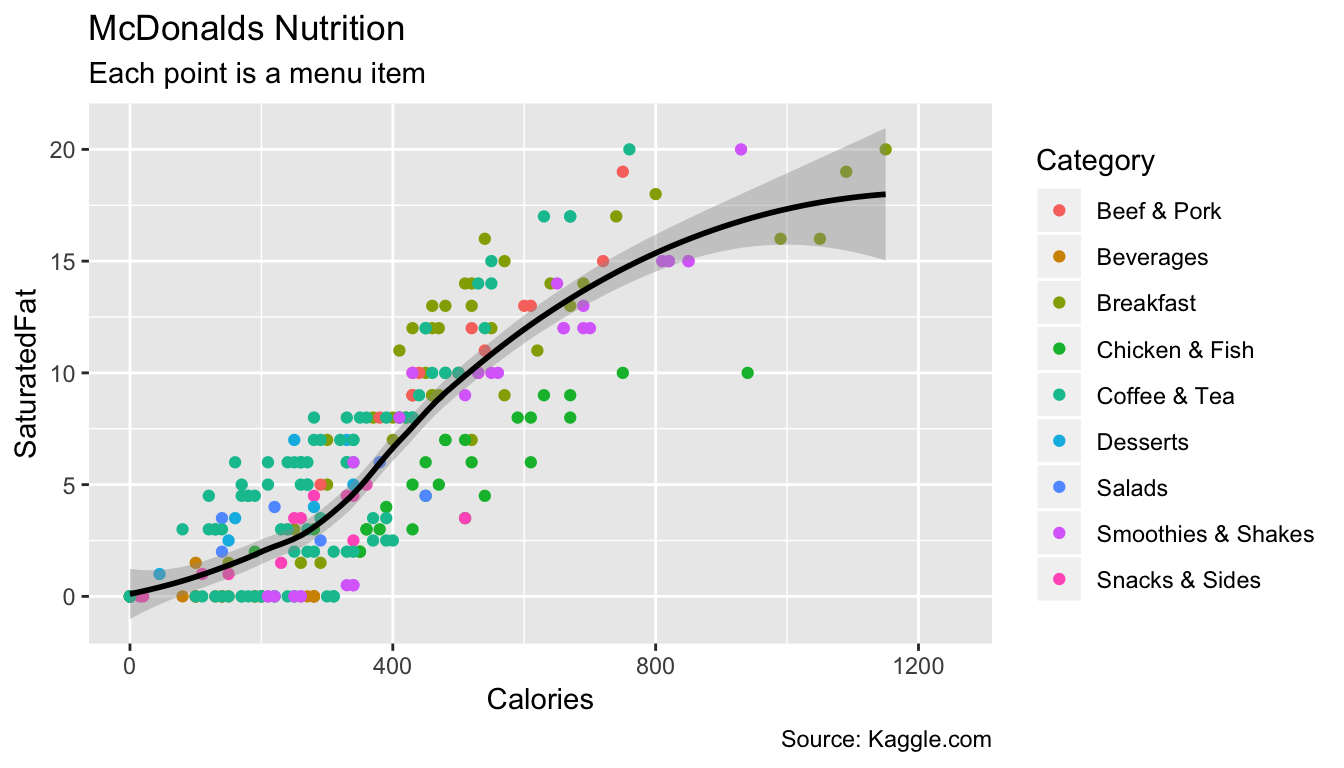 McDonalds Nutrition
Each point is a menu item
SaturatedFat
20
15
10
5
0
0 400 800 1200
Calories
Source: Kaggle.com
Category
Beef & Pork
Beverages
Breakfast
Chicken & Fish
Coffee & Tea
Desserts
Salads
Smoothies & Shakes
Snacks & Sides